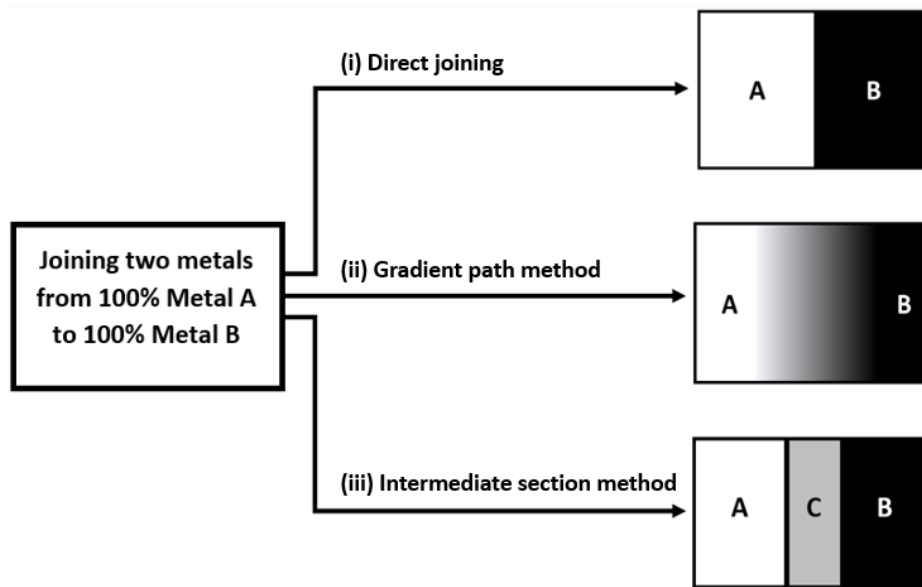 (i) Direct joining
A B
Joining two metals
from 100% Metal A
to 100% Metal B
(ii) Gradient path method
A B
(iii) Intermediate section method
A C B